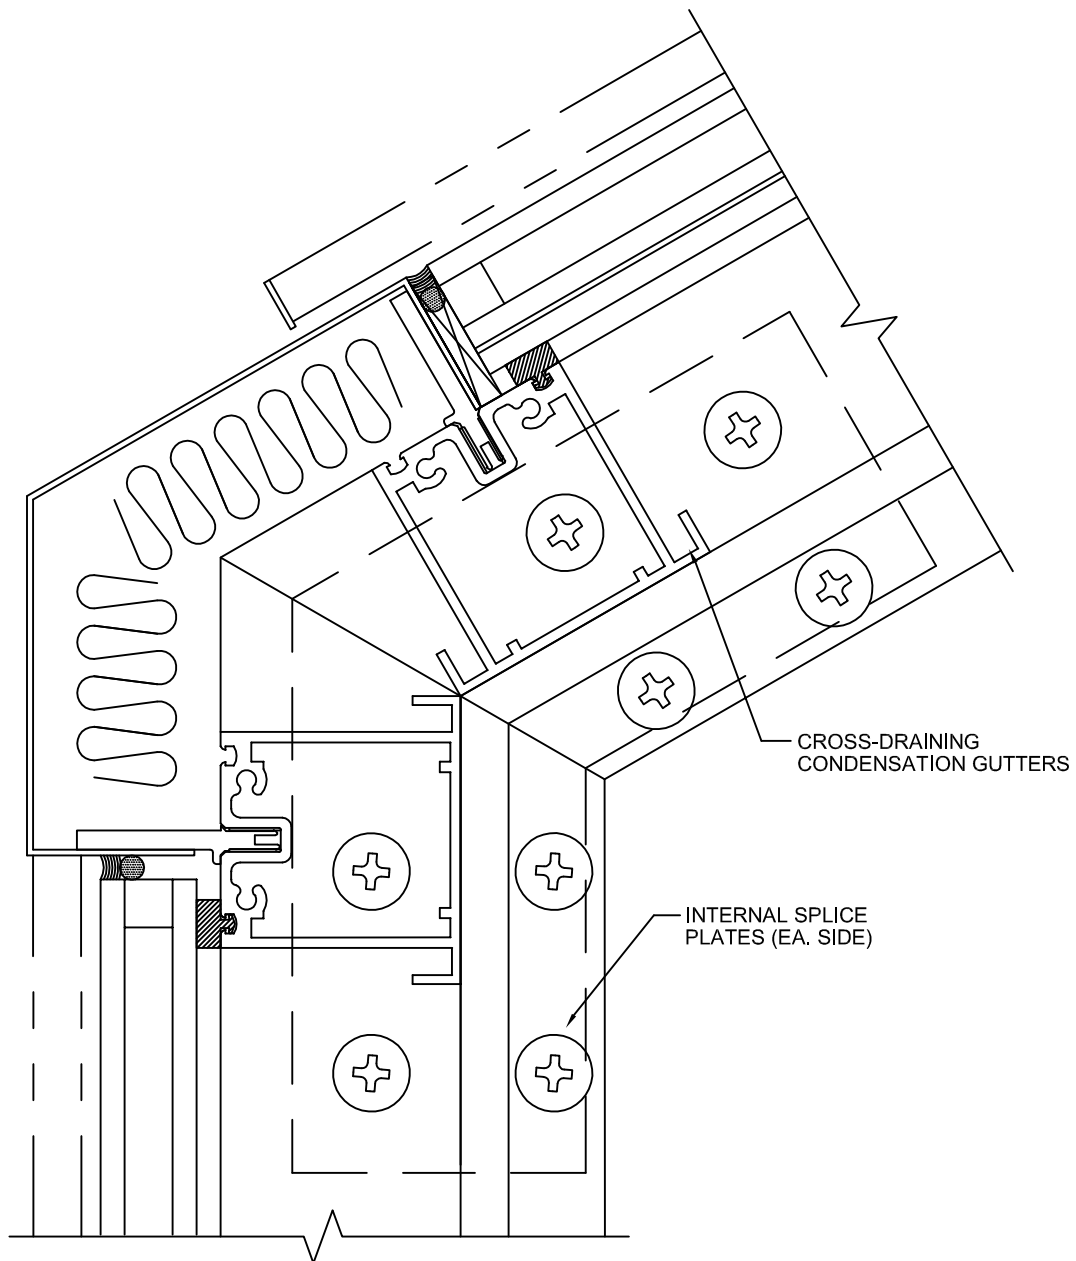 CROSS-DRAINING
CONDENSATION GUTTERS
INTERNAL SPLICE
PLATES (EA. SIDE)